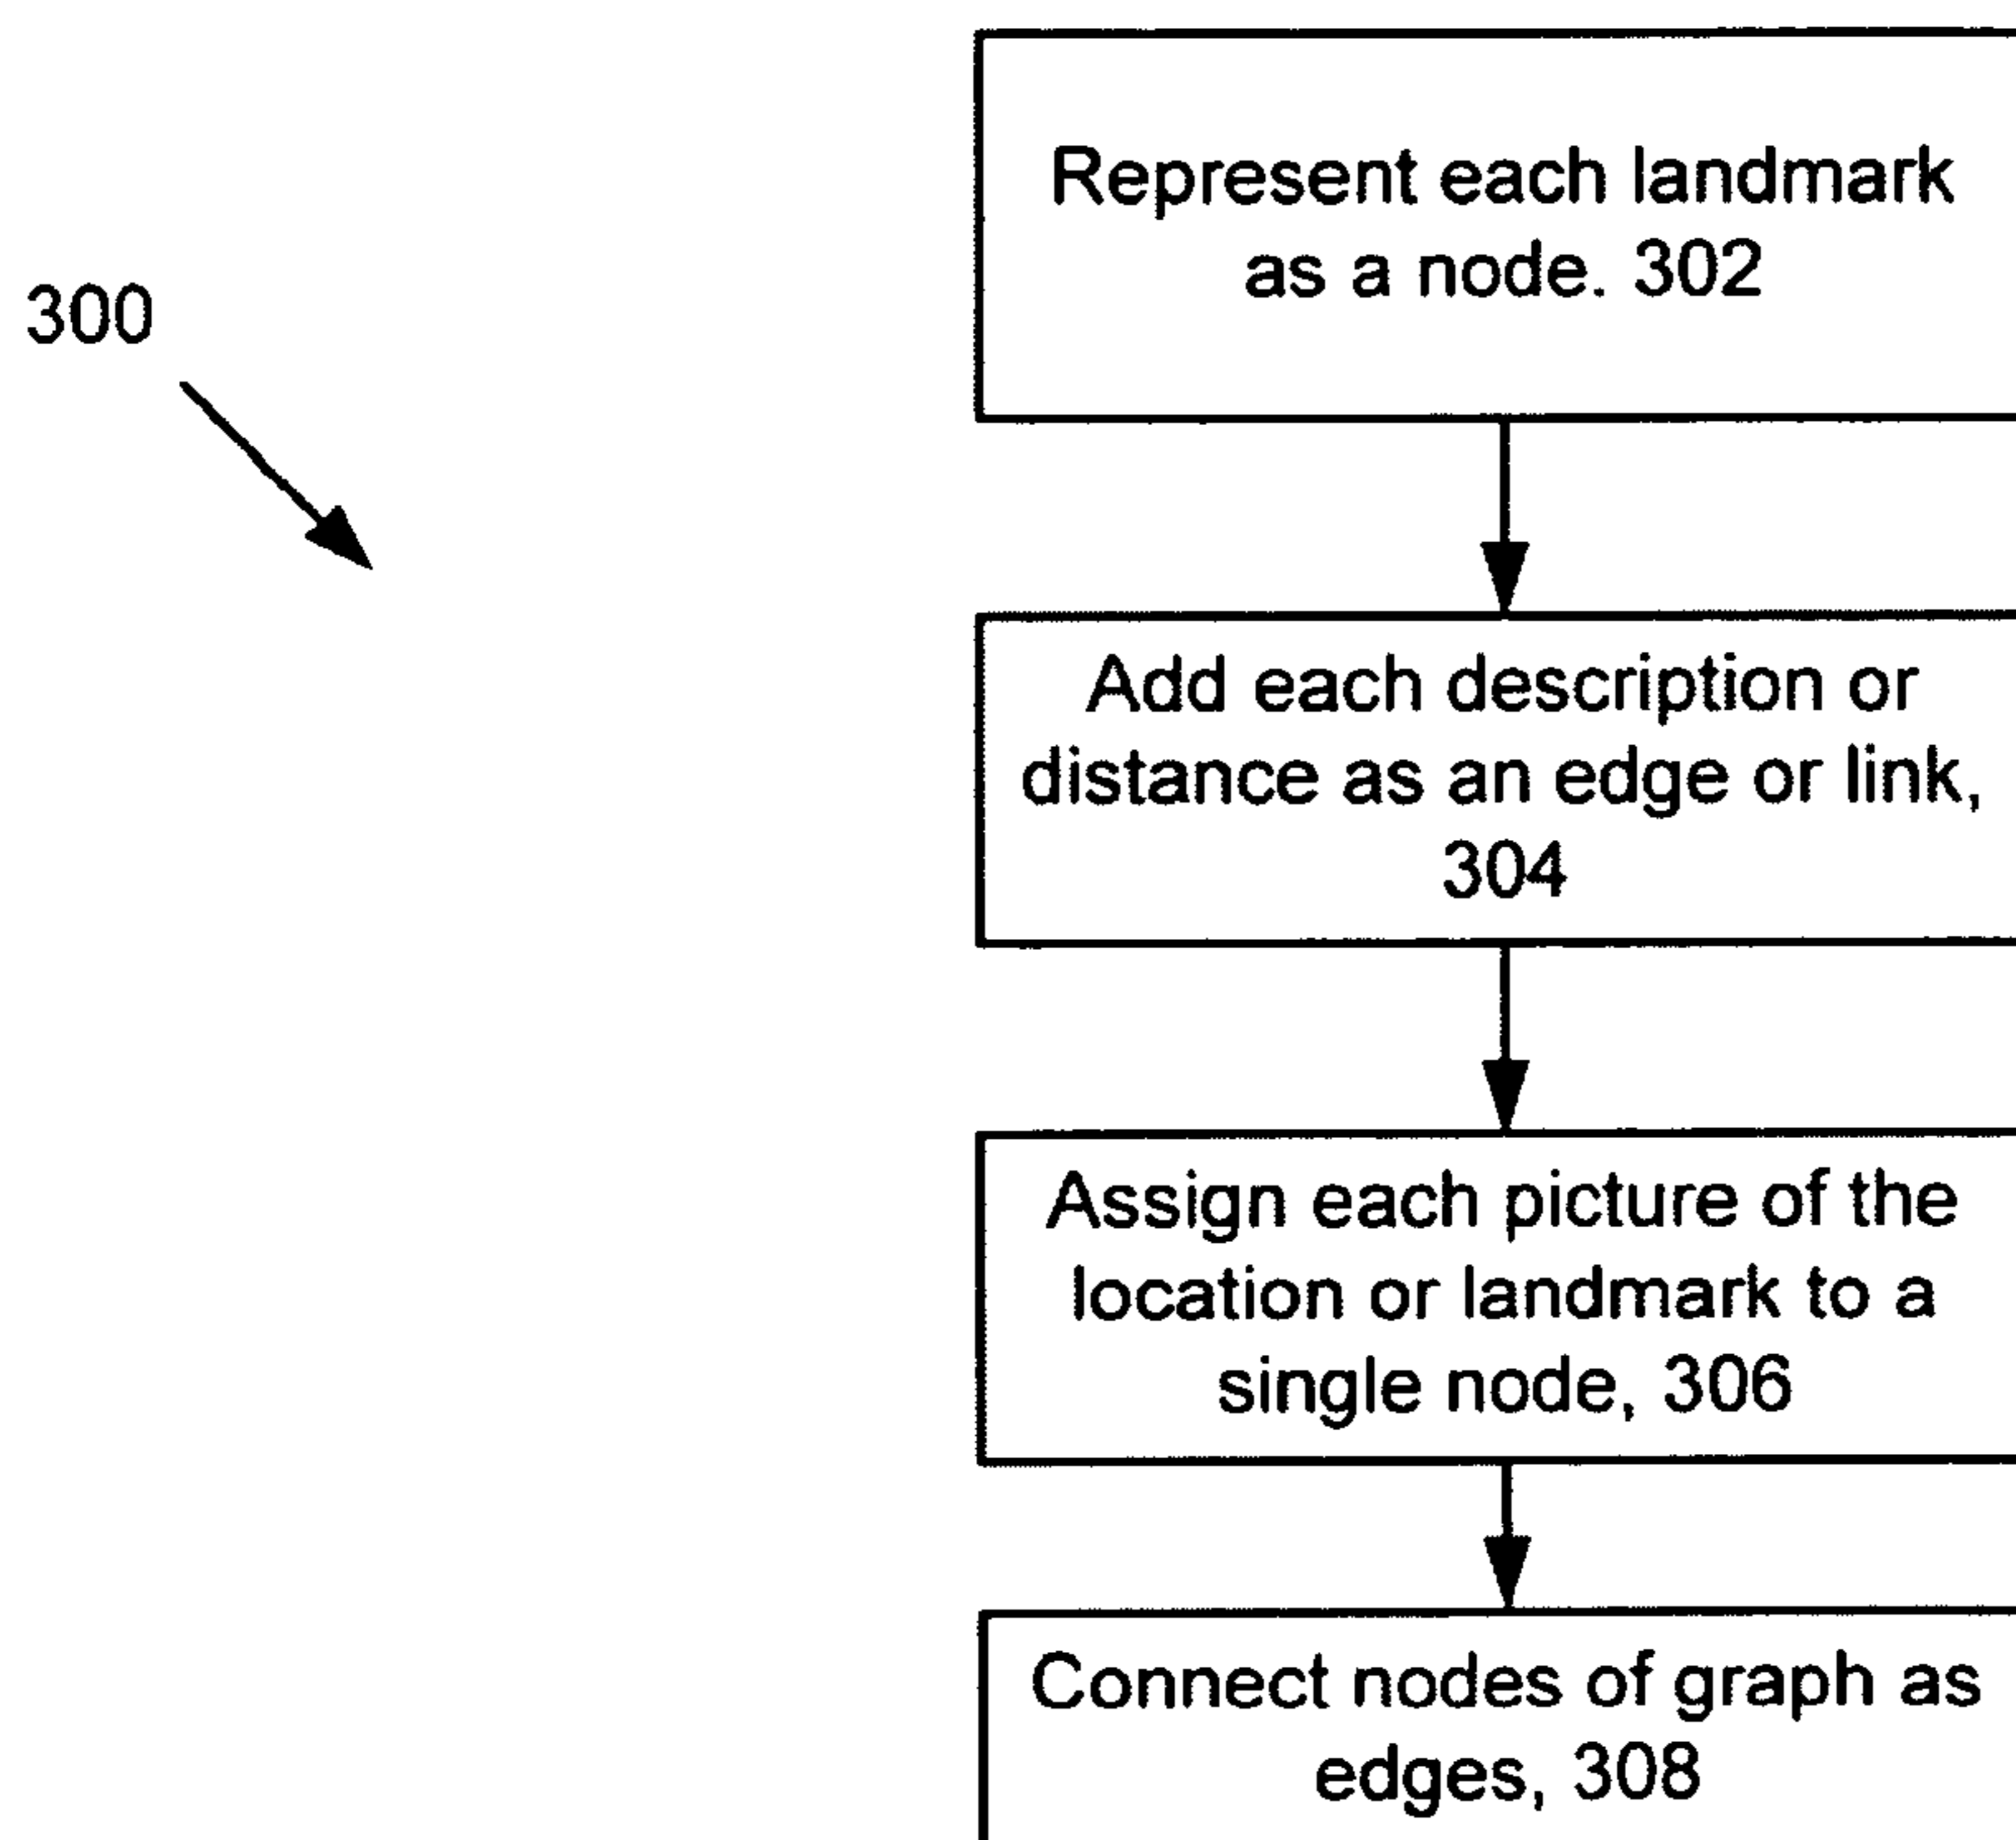 300
Represent each landmark
as a node. 302
Add each description or
distance as an edge or link,
304
Assign each picture of the
location or landmark to a
single node, 306
Connect nodes of graph as
edges, 308